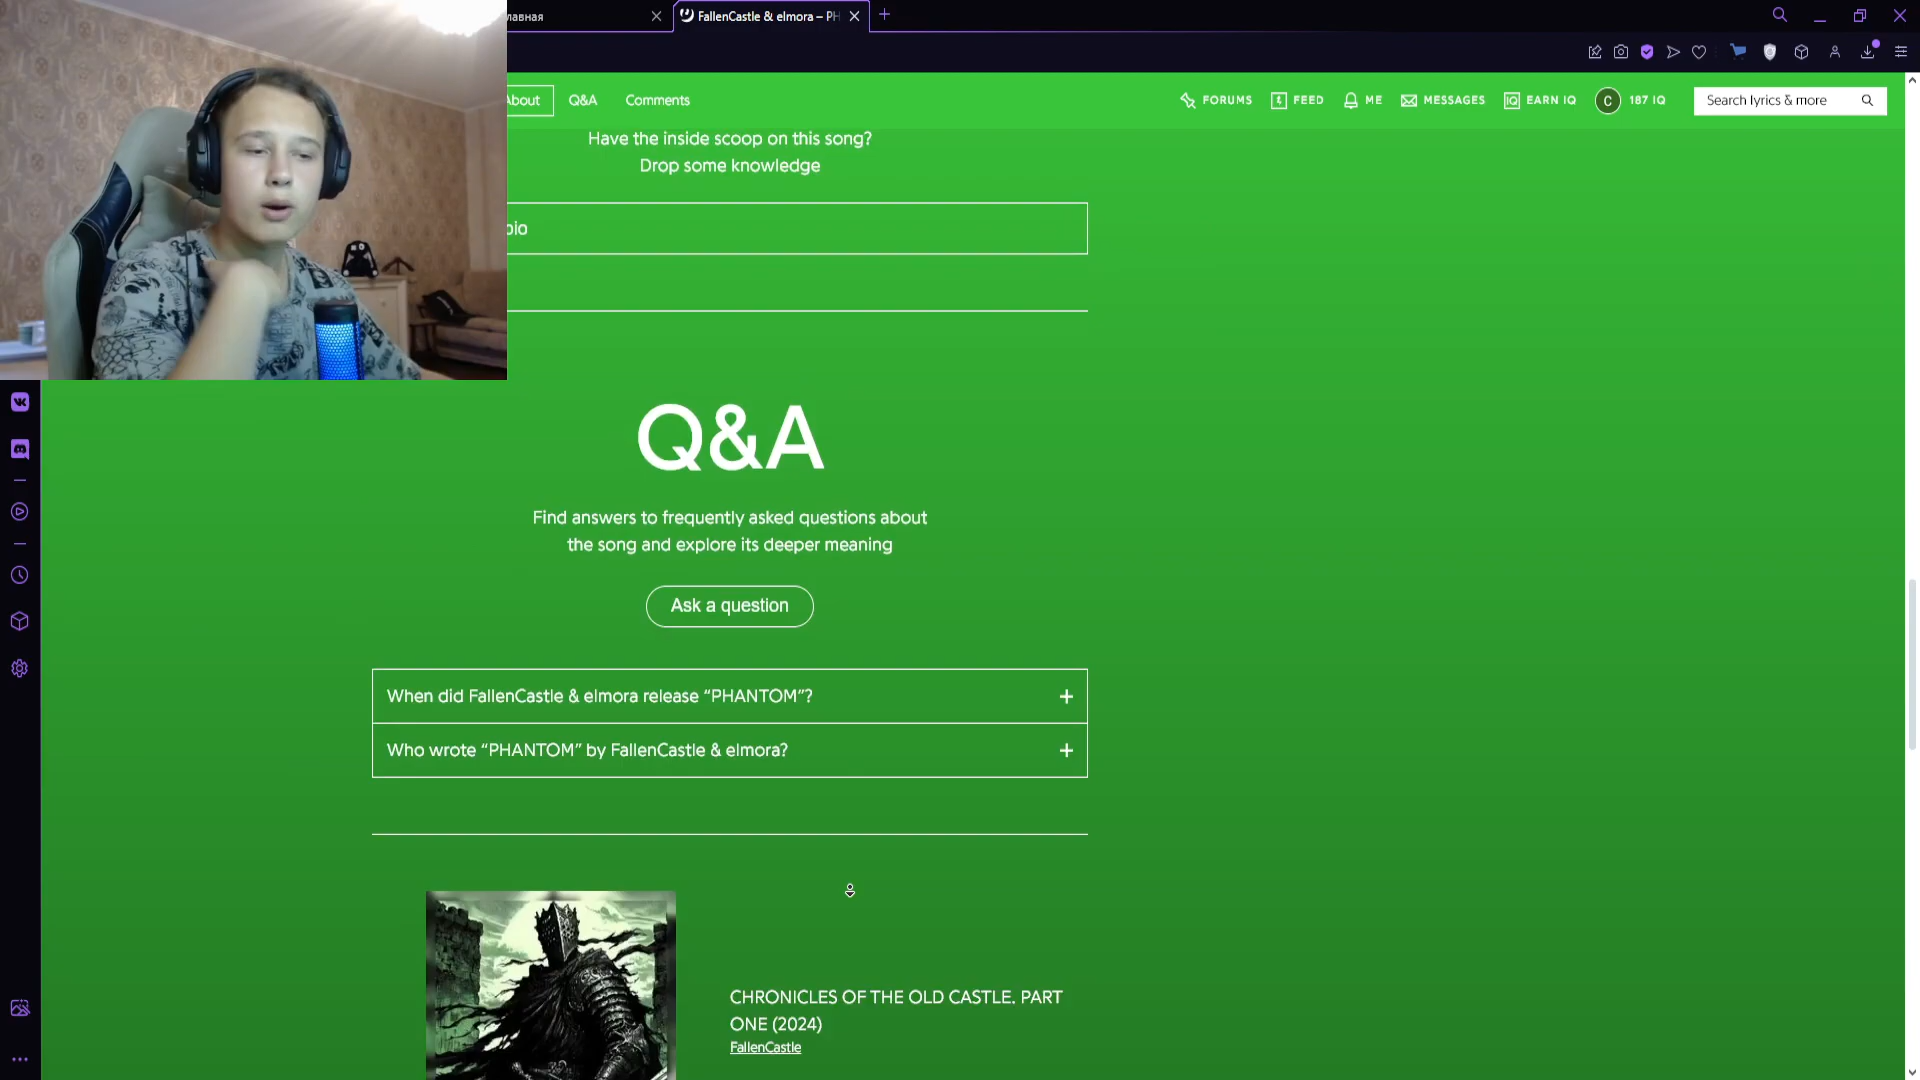 лавная
FallenCastle & elmora – PH
About
Q&A
Comments
FORUMS
FEED
ME
MESSAGES
EARN IQ
C
187 IQ
Search lyrics & more
Have the inside scoop on this song?
Drop some knowledge
bio
Q&A
Find answers to frequently asked questions about
the song and explore its deeper meaning
Ask a question
When did FallenCastle & elmora release “PHANTOM”?
Who wrote “PHANTOM” by FallenCastle & elmora?
CHRONICLES OF THE OLD CASTLE. PART
ONE (2024)
FallenCastle